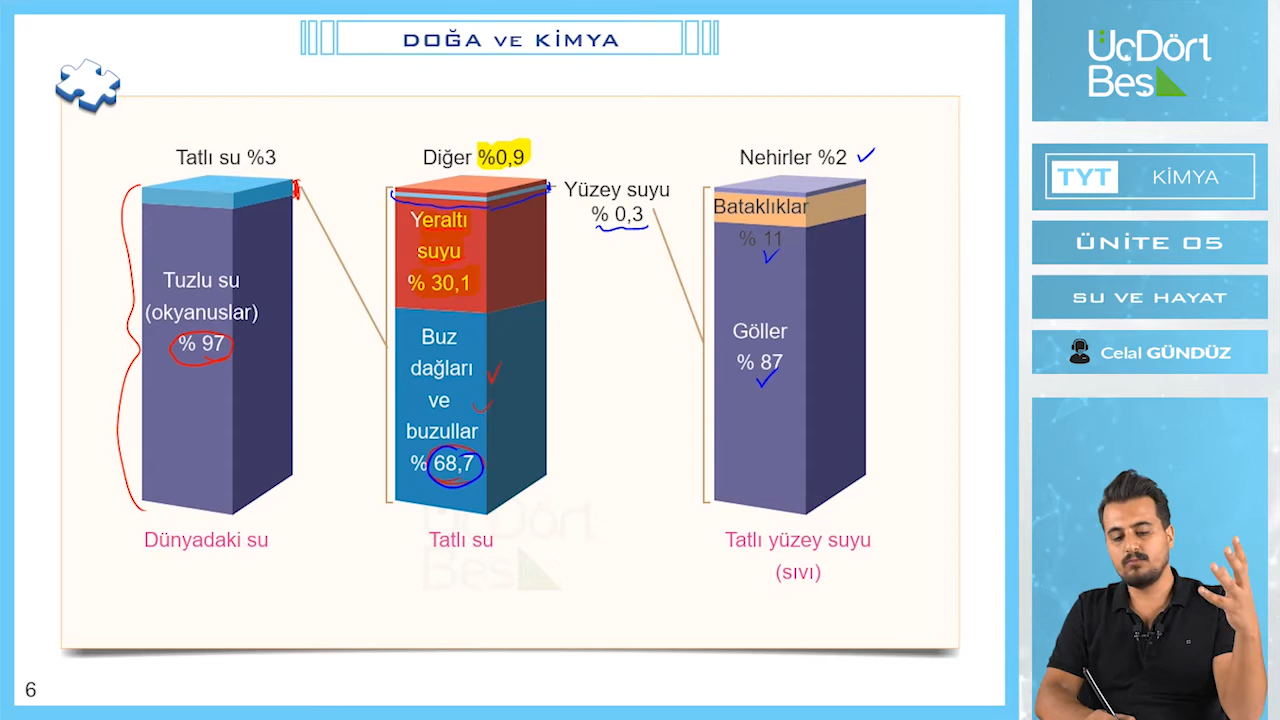 DOĞA VE KİMYA
Tatlı su %3
Tuzlu su
(okyanuslar)
% 97
Dünyadaki su
Diğer %0,9
Yeraltı
suyu
% 30,1
Buz
dağları
ve
buzullar
% 68,7
Tatlı su
Yüzey suyu
% 0,3
Nehirler %2
Bataklıklar
% 11
Göller
% 87
Tatlı yüzey suyu
(sıvı)
ÜçDört
Beş
6
ÜçDört
Beş
TYT KİMYA
ÜNİTE 05
SU VE HAYAT
Celal GÜNDÜZ